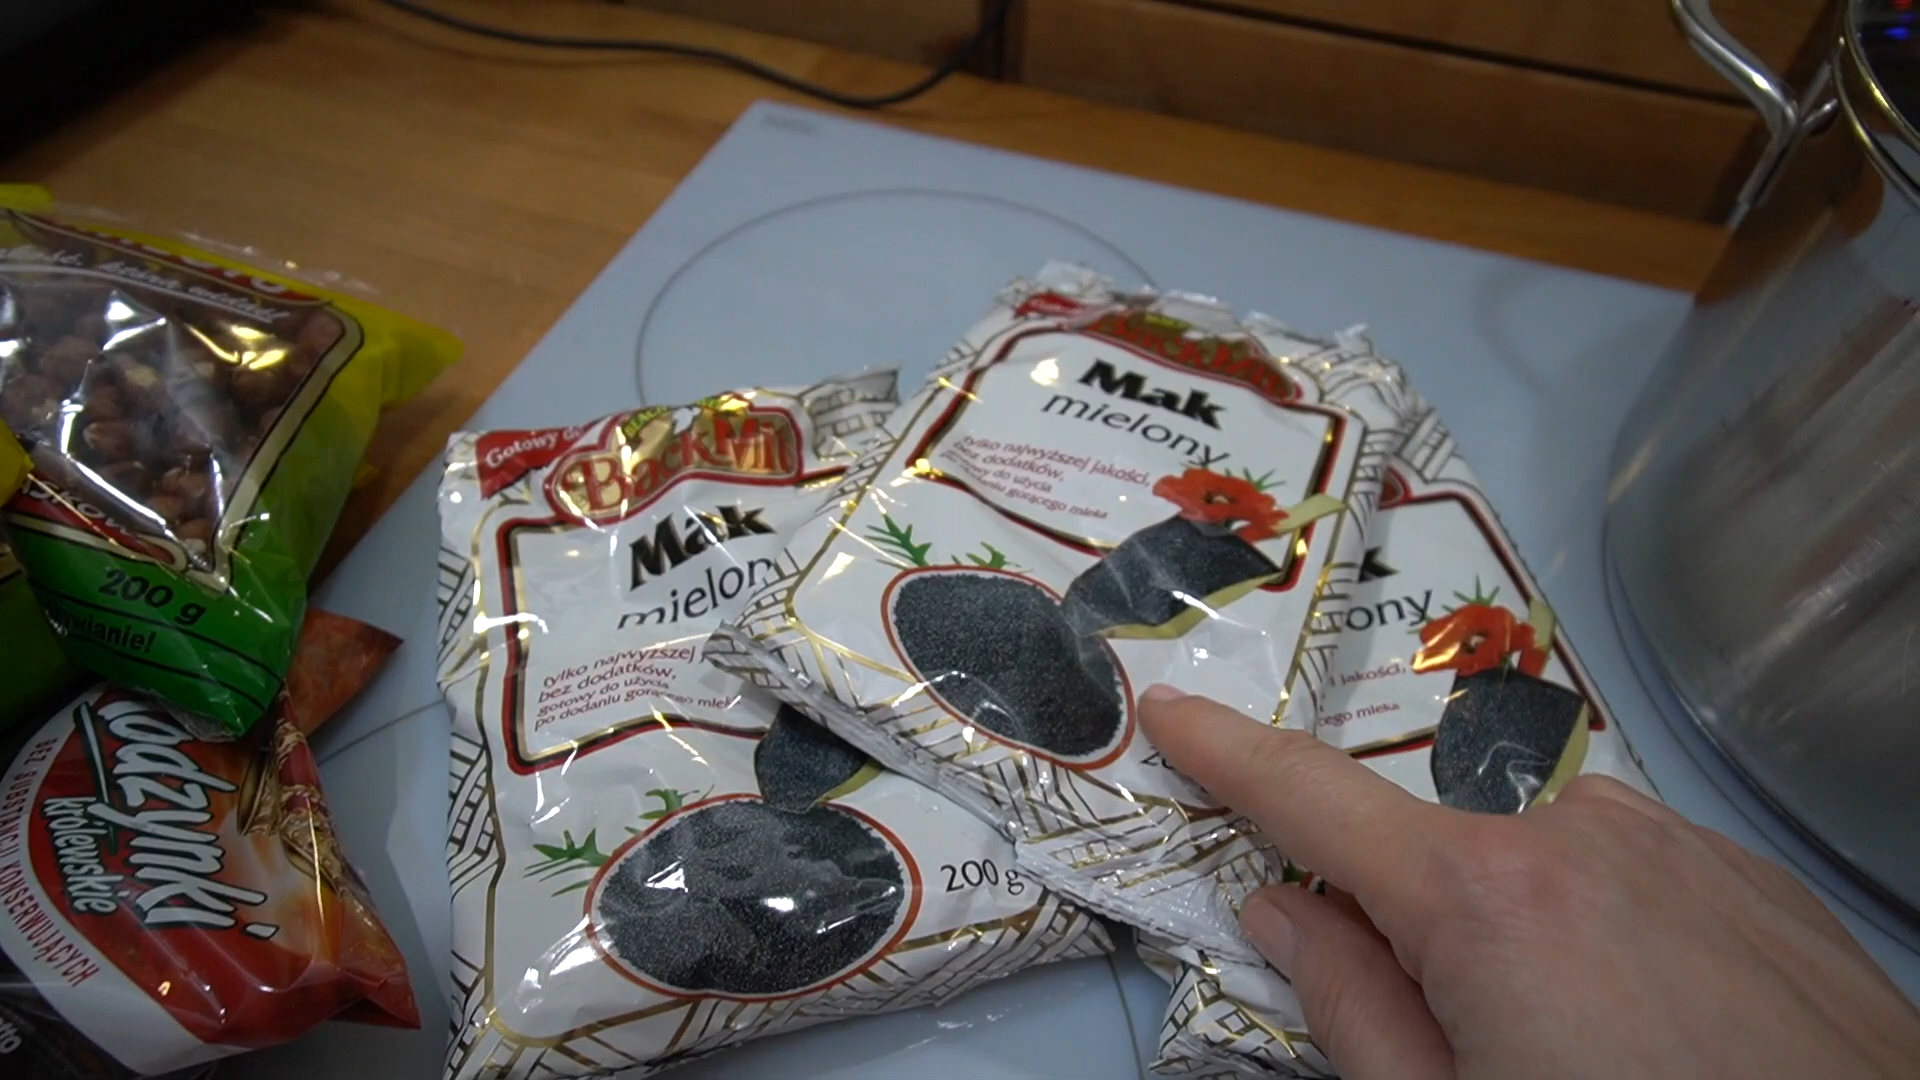 200 g
Rodzynki
królewskie
BEZ SUBSTANCJI KONSERWUJĄCYCH
Gotowy do
BackMit
Mak
mielony
tylko najwyższej
bez dodatków,
gotowy do użycia
po dodaniu gorącego mleka
200 g
BackMit
Mak
mielony
tylko najwyższej jakości,
bez dodatków,
gotowy do użycia
po dodaniu gorącego mleka
jakości,
mleka